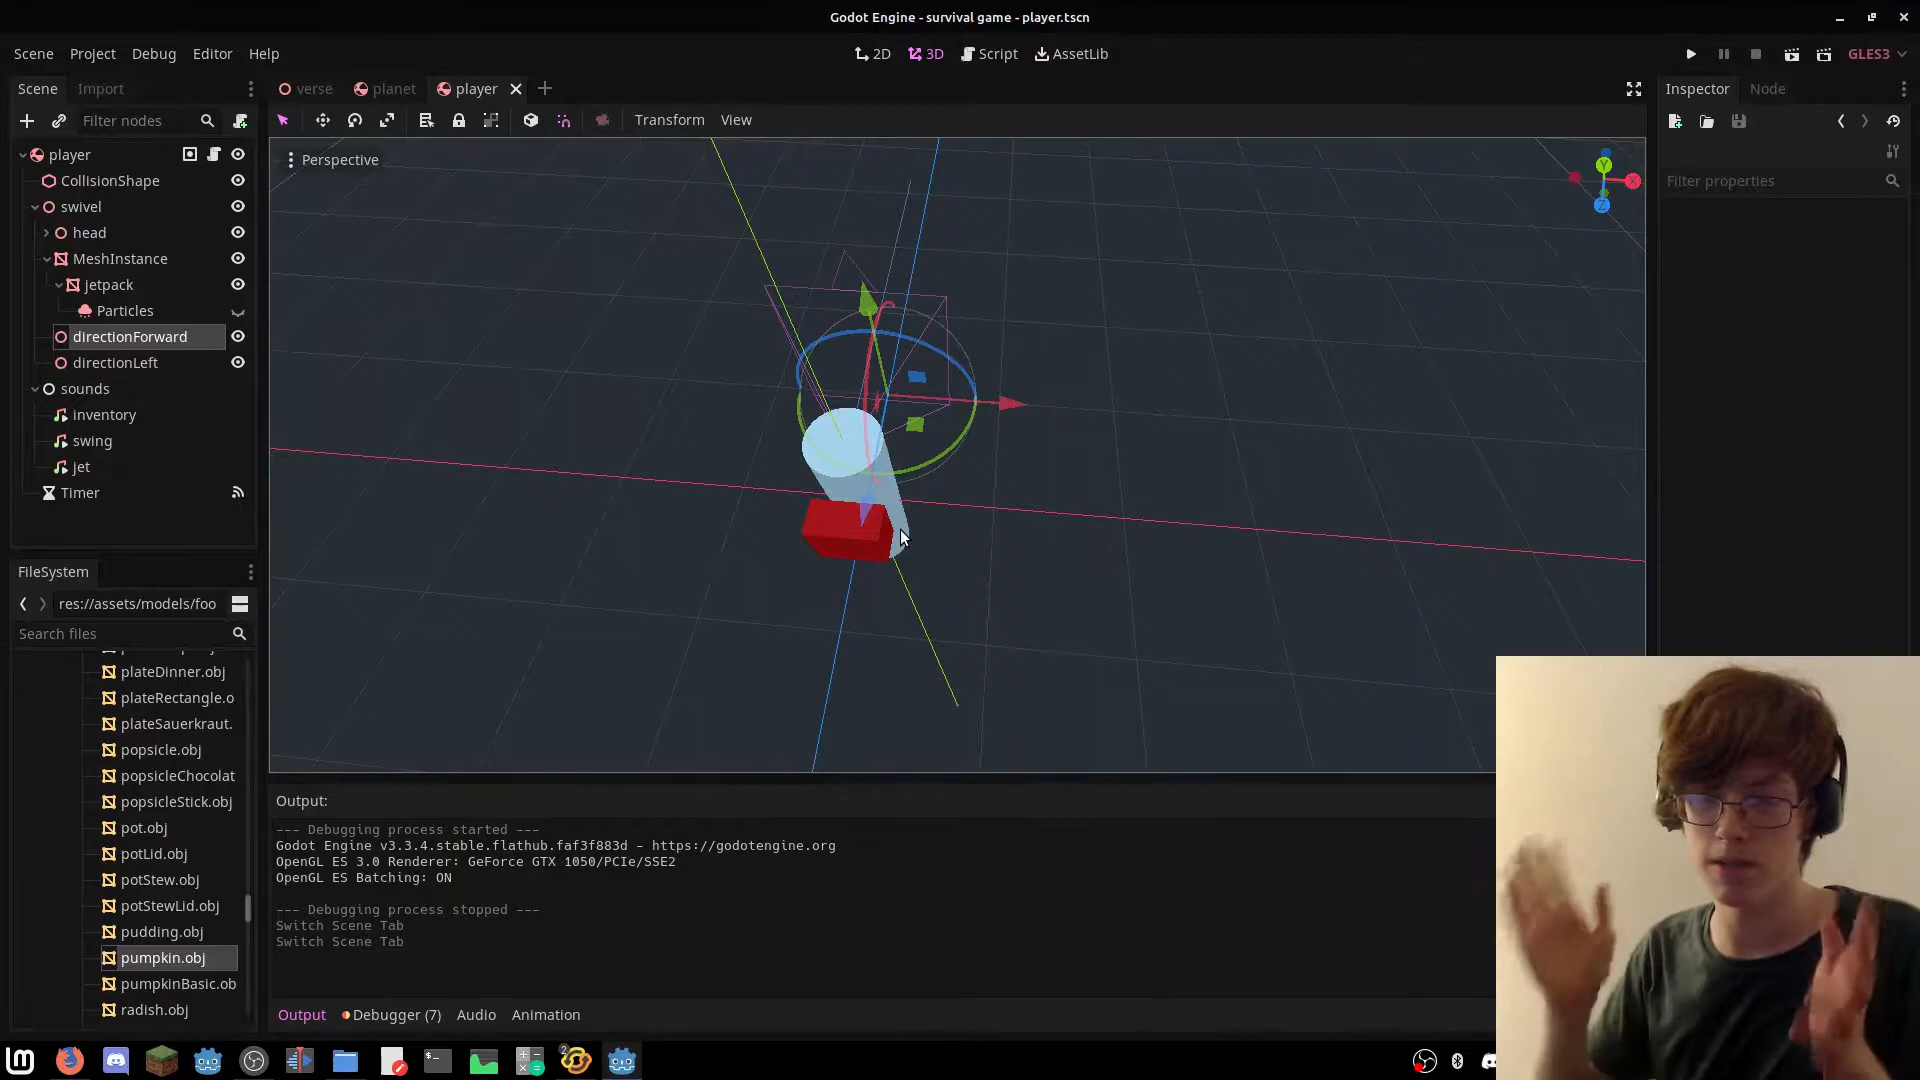 Godot Engine - survival game - player.tscn
Scene Project Debug Editor Help
2D 3D Script AssetLib
GLES3
Scene Import
verse planet player
Inspector Node
Filter nodes
Transform View
Perspective
Y
X
Z
Filter properties
player
CollisionShape
swivel
head
MeshInstance
jetpack
Particles
directionForward
directionLeft
sounds
inventory
swing
jet
Timer
FileSystem
res://assets/models/foo
Search files
plateDinner.obj
plateRectangle.o
plateSauerkraut.
popsicle.obj
popsicleChocolat
popsicleStick.obj
pot.obj
potLid.obj
potStew.obj
potStewLid.obj
pudding.obj
pumpkin.obj
pumpkinBasic.ob
radish.obj
Output:
--- Debugging process started ---
Godot Engine v3.3.4.stable.flathub.faf3f883d - https://godotengine.org
OpenGL ES 3.0 Renderer: GeForce GTX 1050/PCIe/SSE2
OpenGL ES Batching: ON
--- Debugging process stopped ---
Switch Scene Tab
Switch Scene Tab
Output Debugger (7) Audio Animation
2